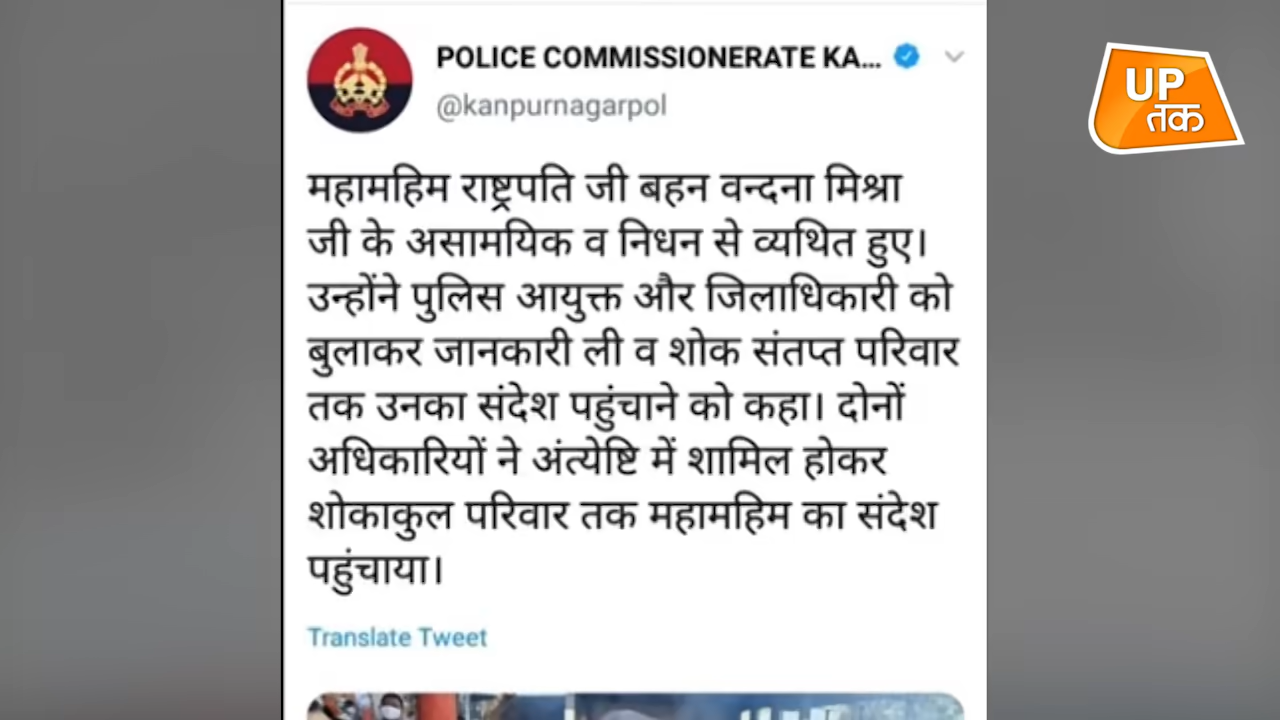 POLICE COMMISSIONERATE KA...
@kanpurnagarpol
UP
तक
महामहिम राष्ट्रपति जी बहन वन्दना मिश्रा
जी के असामयिक व निधन से व्यथित हुए।
उन्होंने पुलिस आयुक्त और जिलाधिकारी को
बुलाकर जानकारी ली व शोक संतप्त परिवार
तक उनका संदेश पहुंचाने को कहा। दोनों
अधिकारियों ने अंत्येष्टि में शामिल होकर
शोकाकुल परिवार तक महामहिम का संदेश
पहुंचाया।
Translate Tweet